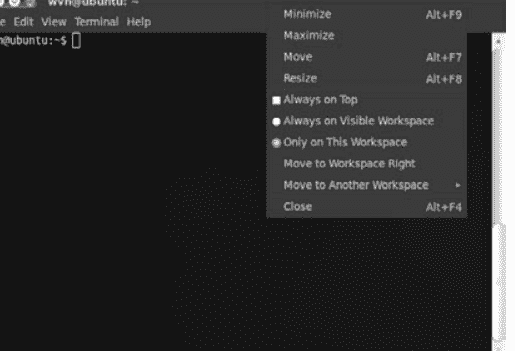 wvh@ubuntu: ~
Edit View Terminal Help
@ubuntu:~$
Minimize Alt+F9
Maximize
Move Alt+F7
Resize Alt+F8
Always on Top
Always on Visible Workspace
Only on This Workspace
Move to Workspace Right
Move to Another Workspace
Close Alt+F4